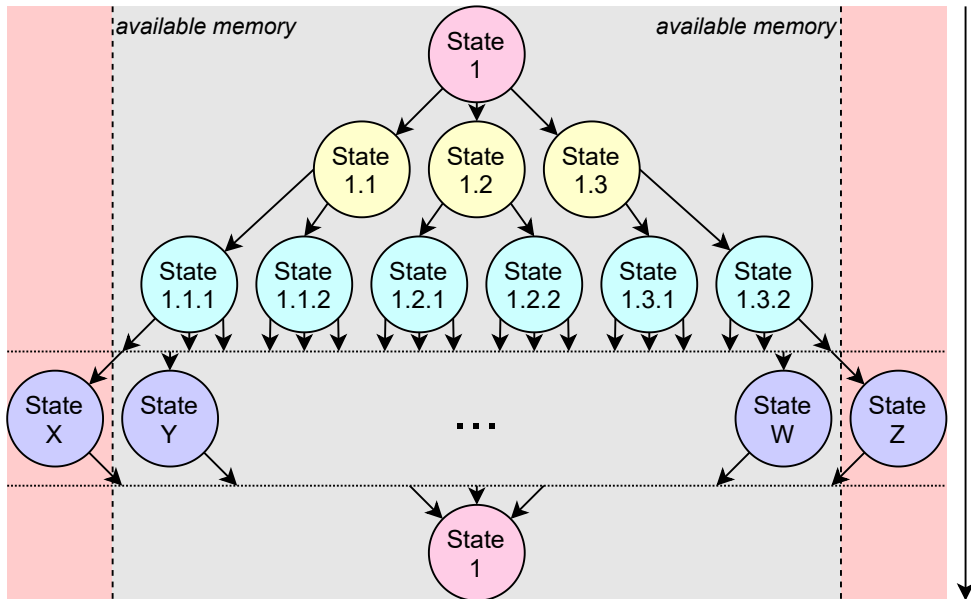 available memory
available memory
State
1
State
1.1
State
1.2
State
1.3
State
1.1.1
State
1.1.2
State
1.2.1
State
1.2.2
State
1.3.1
State
1.3.2
State
X
State
Y
...
State
W
State
Z
State
1